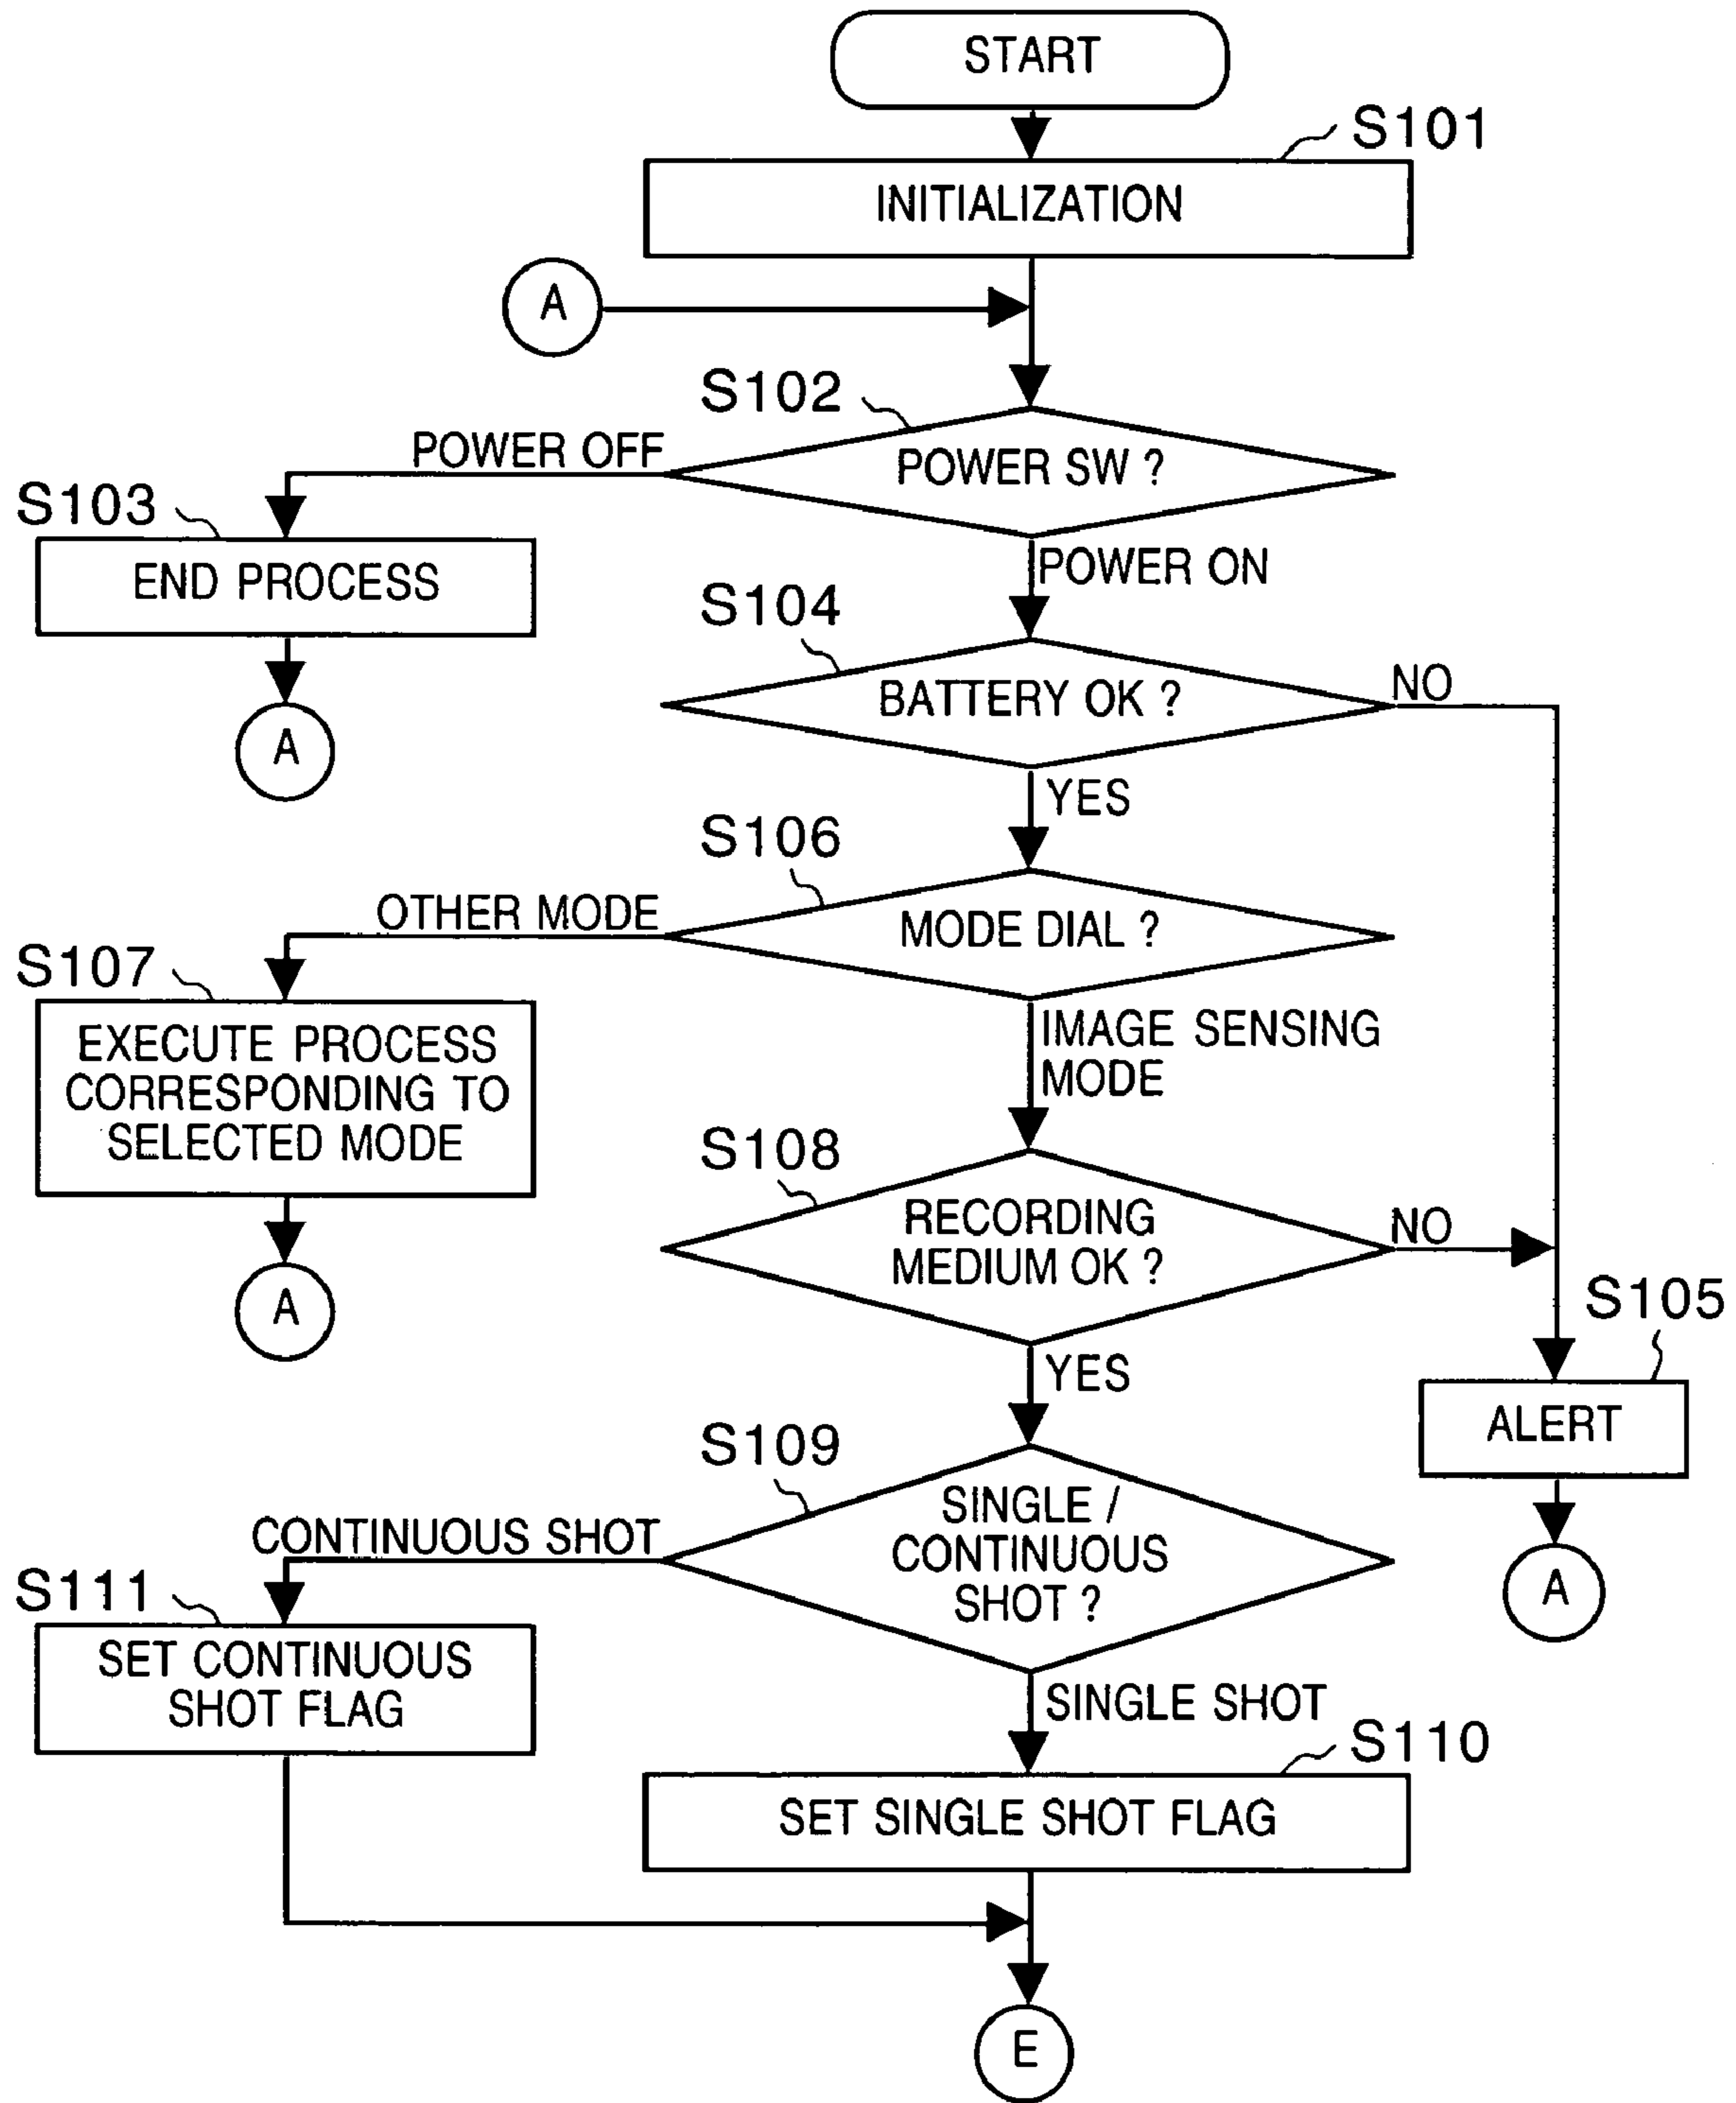 START
S101
INITIALIZATION
A
S102
POWER OFF
POWER SW ?
S103
END PROCESS
POWER ON
A
S104
BATTERY OK ?
NO
YES
S106
OTHER MODE
MODE DIAL ?
S107
EXECUTE PROCESS
CORRESPONDING TO
SELECTED MODE
IMAGE SENSING
MODE
A
S108
RECORDING
MEDIUM OK ?
NO
S105
YES
ALERT
A
S109
CONTINUOUS SHOT
SINGLE /
CONTINUOUS
SHOT ?
S111
SET CONTINUOUS
SHOT FLAG
SINGLE SHOT
S110
SET SINGLE SHOT FLAG
E